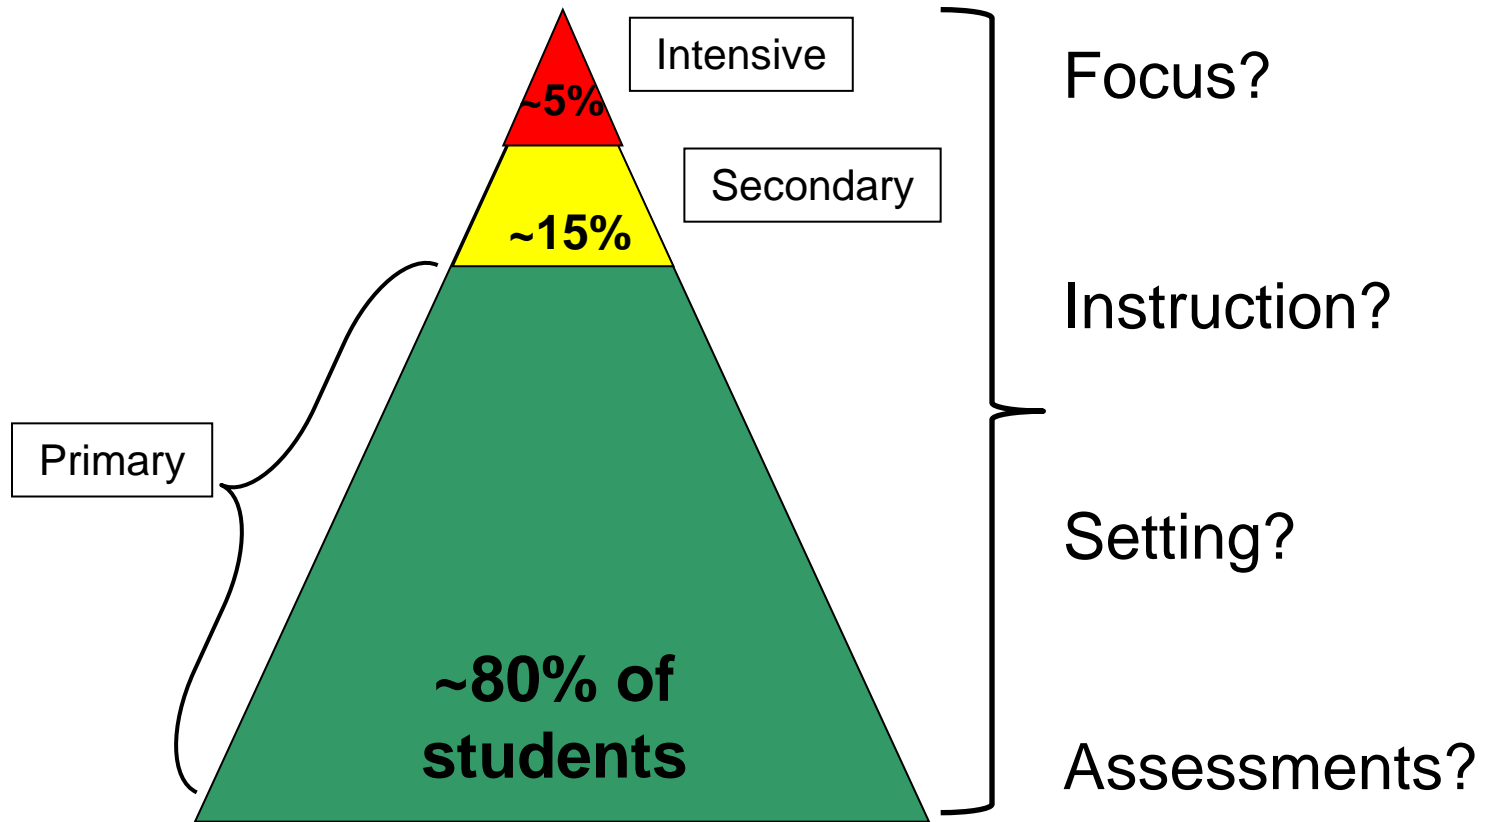 Intensive
Focus?
~5%
Secondary
~15%
Instruction?
Primary
Setting?
~80% of
students
Assessments?